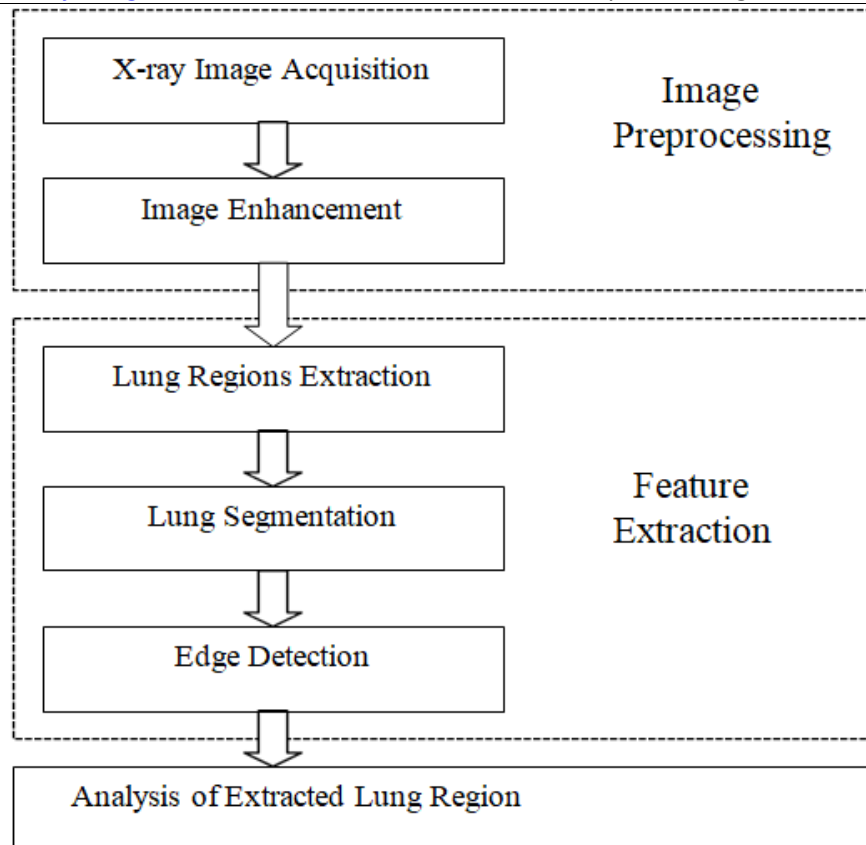 X-ray Image Acquisition
Image
Preprocessing
Image Enhancement
Lung Regions Extraction
Lung Segmentation
Feature
Extraction
Edge Detection
Analysis of Extracted Lung Region